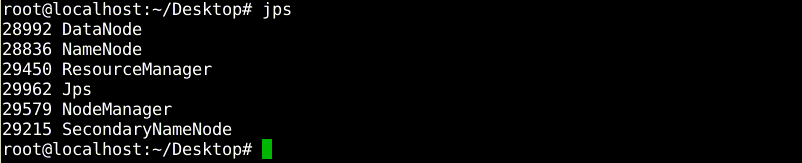 root@localhost:~/Desktop# jps
28992 DataNode
28836 NameNode
29450 ResourceManager
29962 Jps
29579 NodeManager
29215 SecondaryNameNode
root@localhost:~/Desktop#